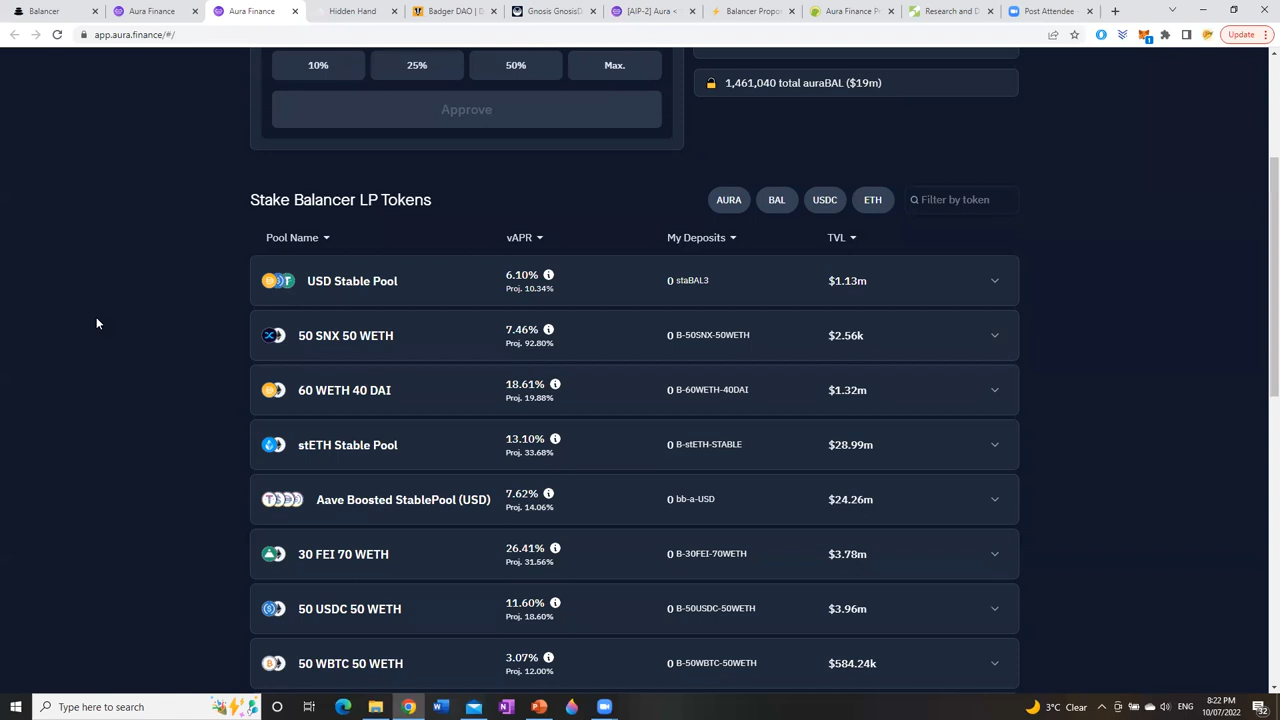 Balancer
Aura Finance
Aura Finance
Hidden Hand
Badger DAO | B
Gnosis GnosisD
[AIP-2] Aura <
Balancer Propo
Aura Finance P
Research and D
Post Attendee
app.aura.finance/#/
Update
10%
25%
50%
Max.
Approve
1,461,040 total auraBAL ($19m)
Stake Balancer LP Tokens
AURA
BAL
USDC
ETH
Filter by token
Pool Name
vAPR
My Deposits
TVL
USD Stable Pool
6.10%
Proj. 10.34%
0 staBAL3
$1.13m
50 SNX 50 WETH
7.46%
Proj. 92.80%
0 B-50SNX-50WETH
$2.56k
60 WETH 40 DAI
18.61%
Proj. 19.88%
0 B-60WETH-40DAI
$1.32m
stETH Stable Pool
13.10%
Proj. 33.68%
0 B-stETH-STABLE
$28.99m
Aave Boosted StablePool (USD)
7.62%
Proj. 14.06%
0 bb-a-USD
$24.26m
30 FEI 70 WETH
26.41%
Proj. 31.56%
0 B-30FEI-70WETH
$3.78m
50 USDC 50 WETH
11.60%
Proj. 18.60%
0 B-50USDC-50WETH
$3.96m
50 WBTC 50 WETH
3.07%
Proj. 12.00%
0 B-50WBTC-50WETH
$584.24k
Type here to search
3°C Clear
ENG
8:22 PM
10/07/2022